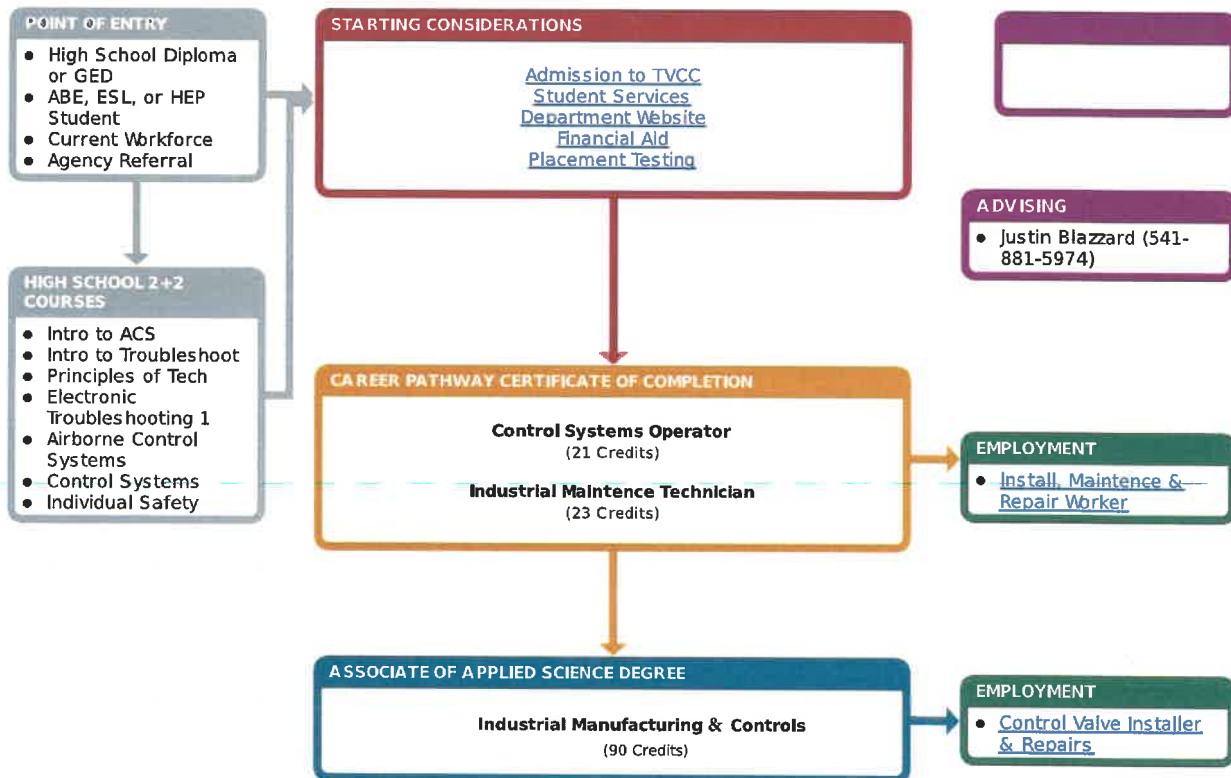 POINT OF ENTRY
● High School Diploma
or GED
● ABE, ESL, or HEP
Student
● Current Workforce
● Agency Referral
HIGH SCHOOL 2+2
COURSES
● Intro to ACS
● Intro to Troubleshoot
● Principles of Tech
● Electronic
Troubleshooting 1
● Airborne Control
Systems
● Control Systems
● Individual Safety
STARTING CONSIDERATIONS
Admission to TVCC
Student Services
Department Website
Financial Aid
Placement Testing
ADVISING
● Justin Blazzard (541-
881-5974)
CAREER PATHWAY CERTIFICATE OF COMPLETION
Control Systems Operator
(21 Credits)
Industrial Maintence Technician
(23 Credits)
EMPLOYMENT
● Install, Maintence &
Repair Worker
ASSOCIATE OF APPLIED SCIENCE DEGREE
Industrial Manufacturing & Controls
(90 Credits)
EMPLOYMENT
● Control Valve Installer
& Repairs